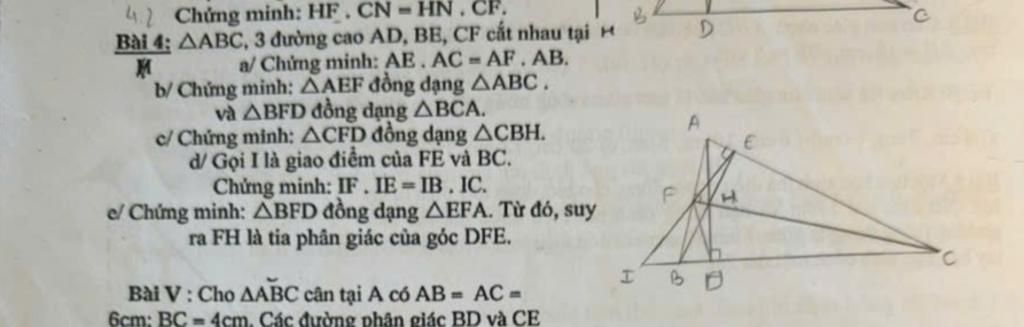 4.2 Chứng minh: HF . CN = HN . CF.
Bài 4: △ABC, 3 đường cao AD, BE, CF cắt nhau tại H
H a/ Chứng minh: AE . AC = AF . AB.
b/ Chứng minh: △AEF đồng dạng △ABC .
và △BFD đồng dạng △BCA.
c/ Chứng minh: △CFD đồng dạng △CBH.
d/ Gọi I là giao điểm của FE và BC.
Chứng minh: IF . IE = IB . IC.
e/ Chứng minh: △BFD đồng dạng △EFA. Từ đó, suy
ra FH là tia phân giác của góc DFE.
Bài V : Cho ΔABC cân tại A có AB = AC =
6cm; BC = 4cm. Các đường phân giác BD và CE
B D C
A
E
F H
C
I B D